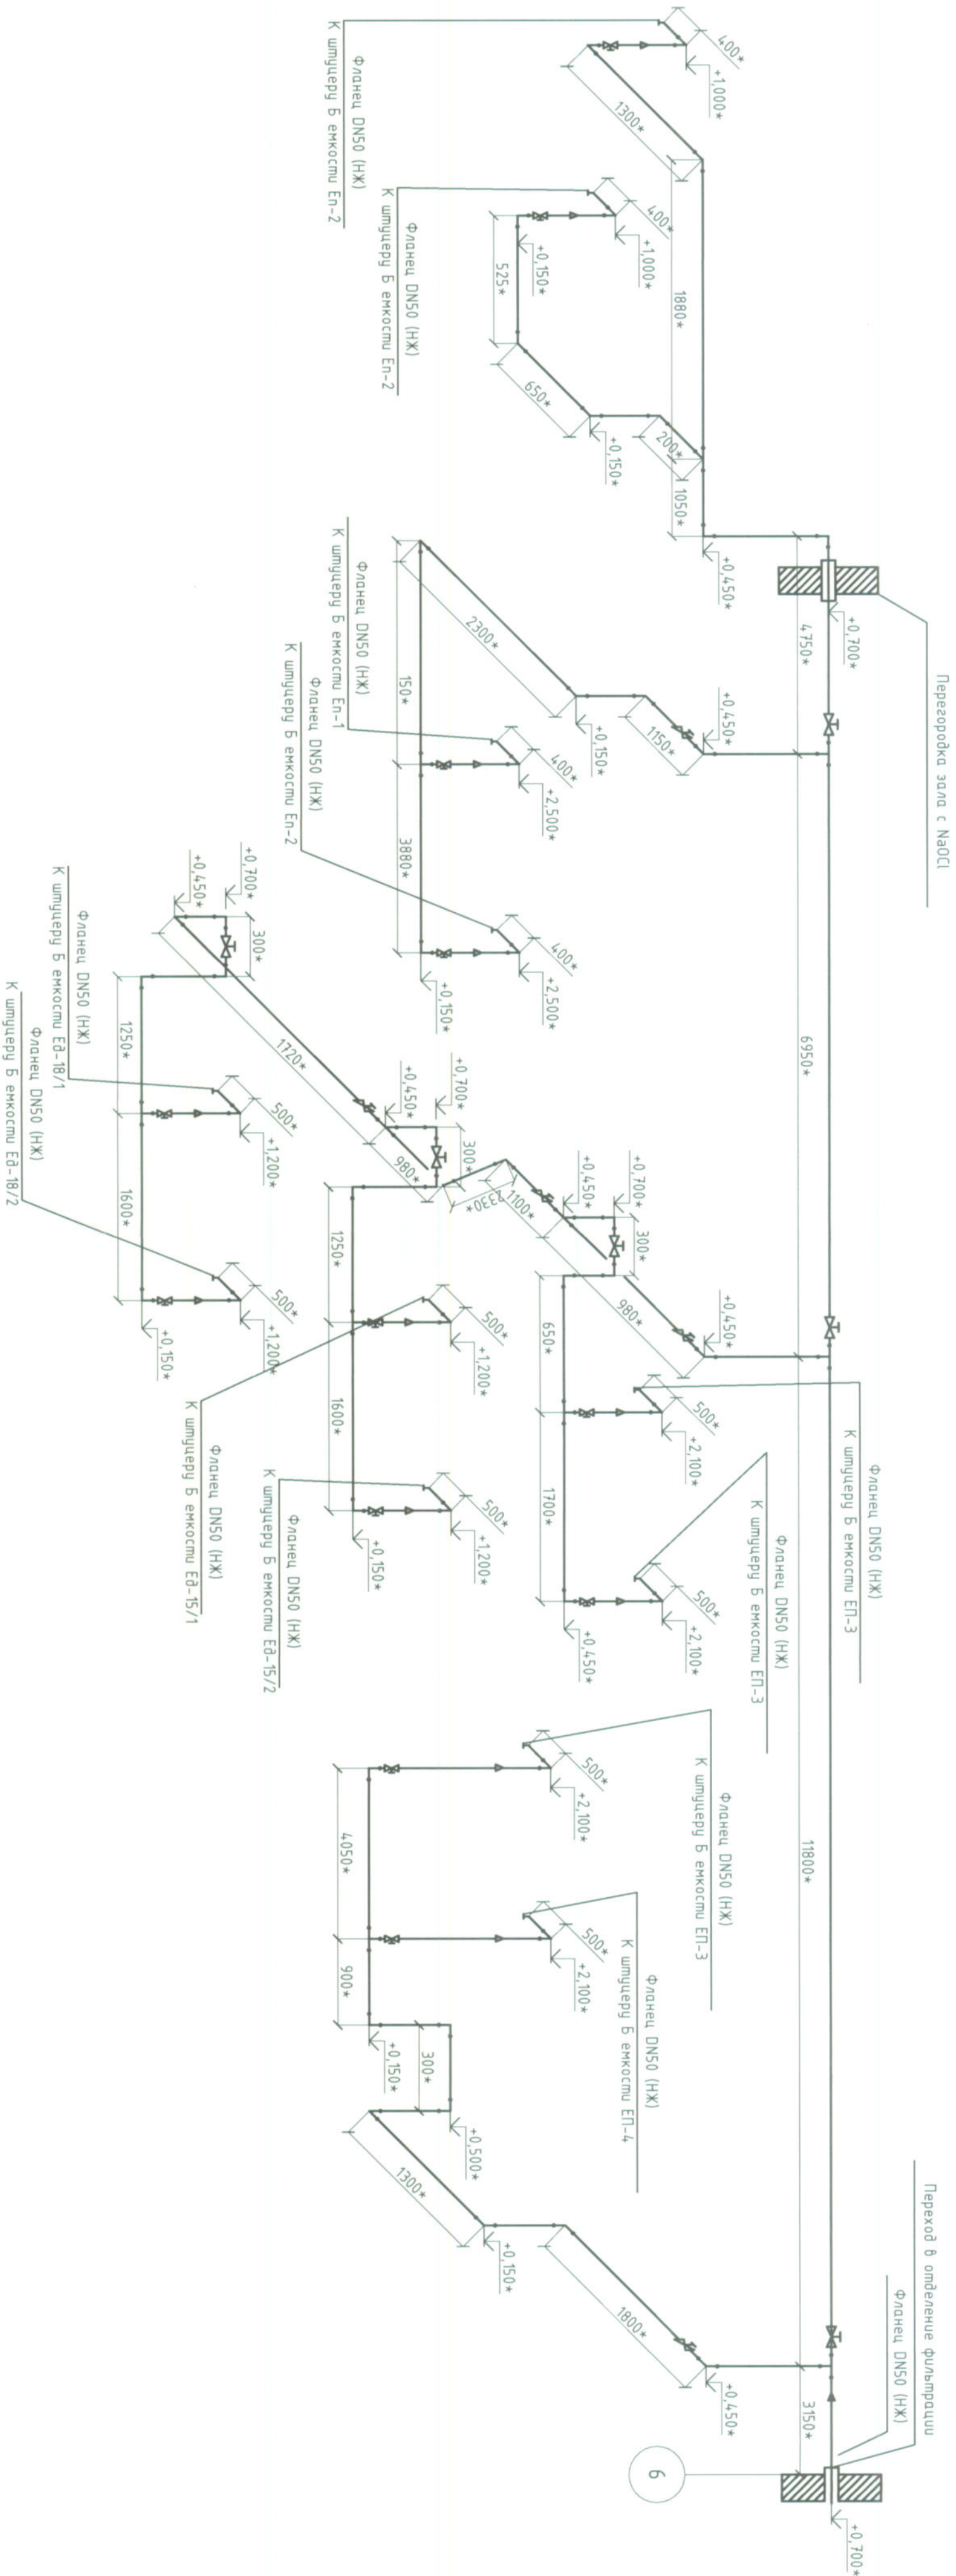 Фланец DN50 (НЖ)
К штуцеру Б емкости Еп-2
400*
+1,000*
1300*
Фланец DN50 (НЖ)
К штуцеру Б емкости Еп-2
400*
+1,000*
+0,150*
525*
650*
+0,150*
200*
1880*
1050*
+0,450*
Перегородка зала с NaOCl
+0,700*
4750*
+0,450*
1150*
+0,150*
2300*
Фланец DN50 (НЖ)
К штуцеру Б емкости Еп-1
150*
400*
+2,500*
Фланец DN50 (НЖ)
К штуцеру Б емкости Еп-2
3880*
400*
+2,500*
+0,150*
6950*
+0,700*
+0,450*
300*
1720*
Фланец DN50 (НЖ)
К штуцеру Б емкости Ед-18/1
1250*
500*
+1,200*
Фланец DN50 (НЖ)
К штуцеру Б емкости Ед-18/2
1600*
500*
+1,200*
+0,150*
+0,700*
+0,450*
300*
980*
2330*
1100*
1250*
500*
+1,200*
Фланец DN50 (НЖ)
К штуцеру Б емкости Ед-15/1
1600*
500*
+1,200*
+0,150*
Фланец DN50 (НЖ)
К штуцеру Б емкости Ед-15/2
+0,700*
+0,450*
300*
980*
+0,450*
650*
500*
+2,100*
Фланец DN50 (НЖ)
К штуцеру Б емкости ЕП-3
1700*
500*
+2,100*
+0,450*
Фланец DN50 (НЖ)
К штуцеру Б емкости ЕП-3
11800*
500*
+2,100*
Фланец DN50 (НЖ)
К штуцеру Б емкости ЕП-3
4050*
500*
+2,100*
Фланец DN50 (НЖ)
К штуцеру Б емкости ЕП-4
900*
+0,150*
300*
+0,500*
1300*
+0,150*
1800*
+0,450*
3150*
Переход в отделение фильтрации
Фланец DN50 (НЖ)
6
+0,700*